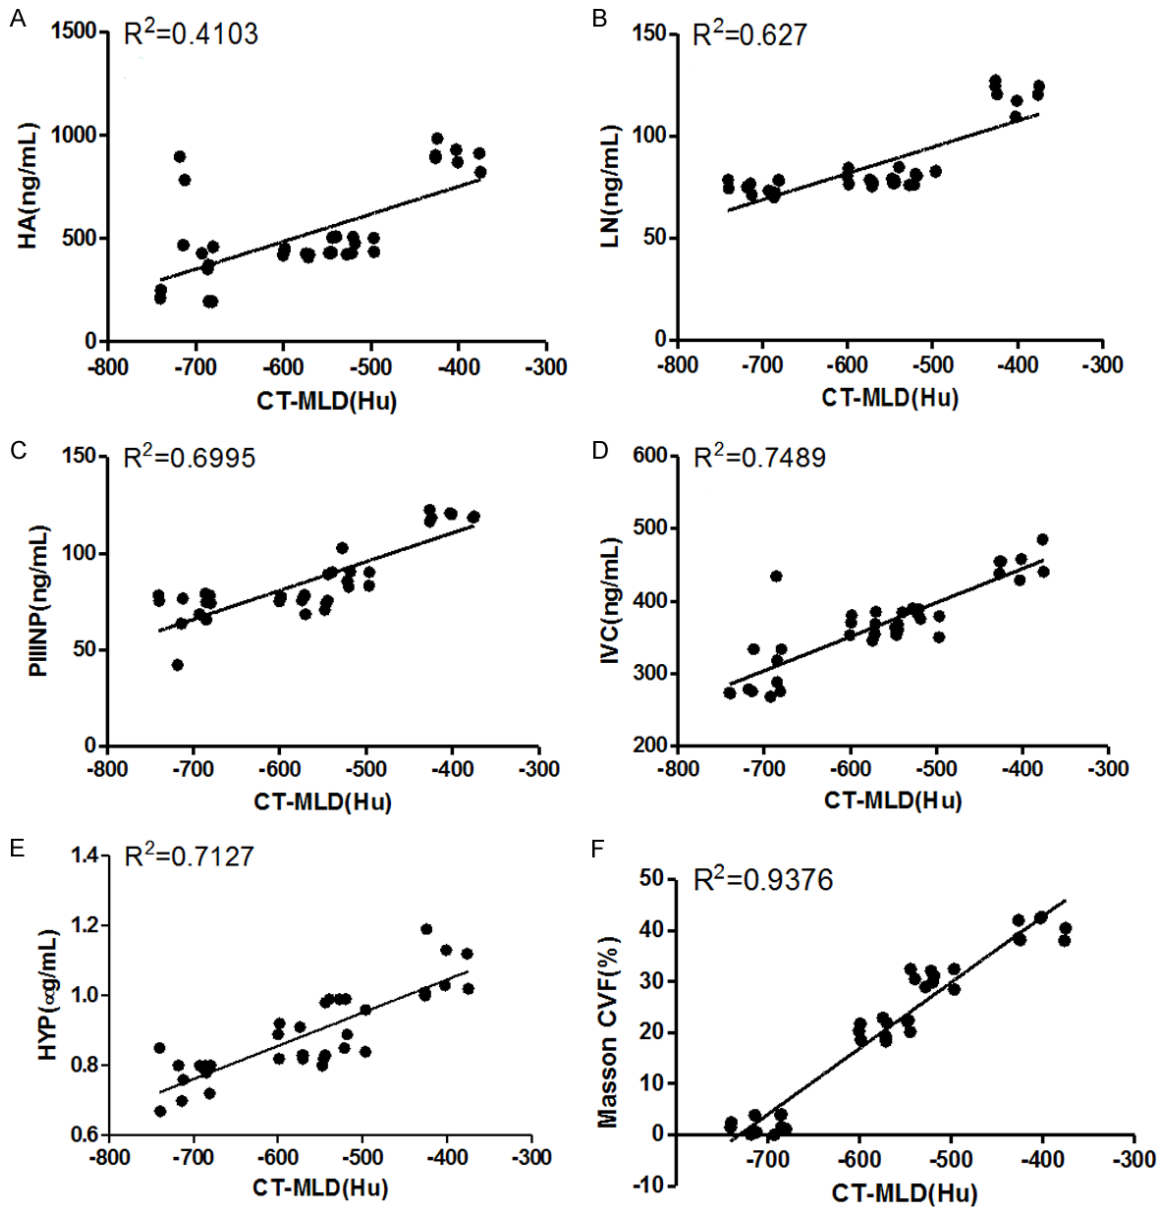 A
R²=0.4103
1500
1000
500
0
HA(ng/mL)
-800 -700 -600 -500 -400 -300
CT-MLD(Hu)
B
R²=0.627
150
100
50
0
LN(ng/mL)
-800 -700 -600 -500 -400 -300
CT-MLD(Hu)
C
R²=0.6995
150
100
50
0
PIIINP(ng/mL)
-800 -700 -600 -500 -400 -300
CT-MLD(Hu)
D
R²=0.7489
600
500
400
300
200
IVC(ng/mL)
-800 -700 -600 -500 -400 -300
CT-MLD(Hu)
E
R²=0.7127
1.4
1.2
1.0
0.8
0.6
HYP(αg/mL)
-800 -700 -600 -500 -400 -300
CT-MLD(Hu)
F
R²=0.9376
50
40
30
20
10
0
-10
Masson CVF(%)
-700 -600 -500 -400 -300
CT-MLD(Hu)